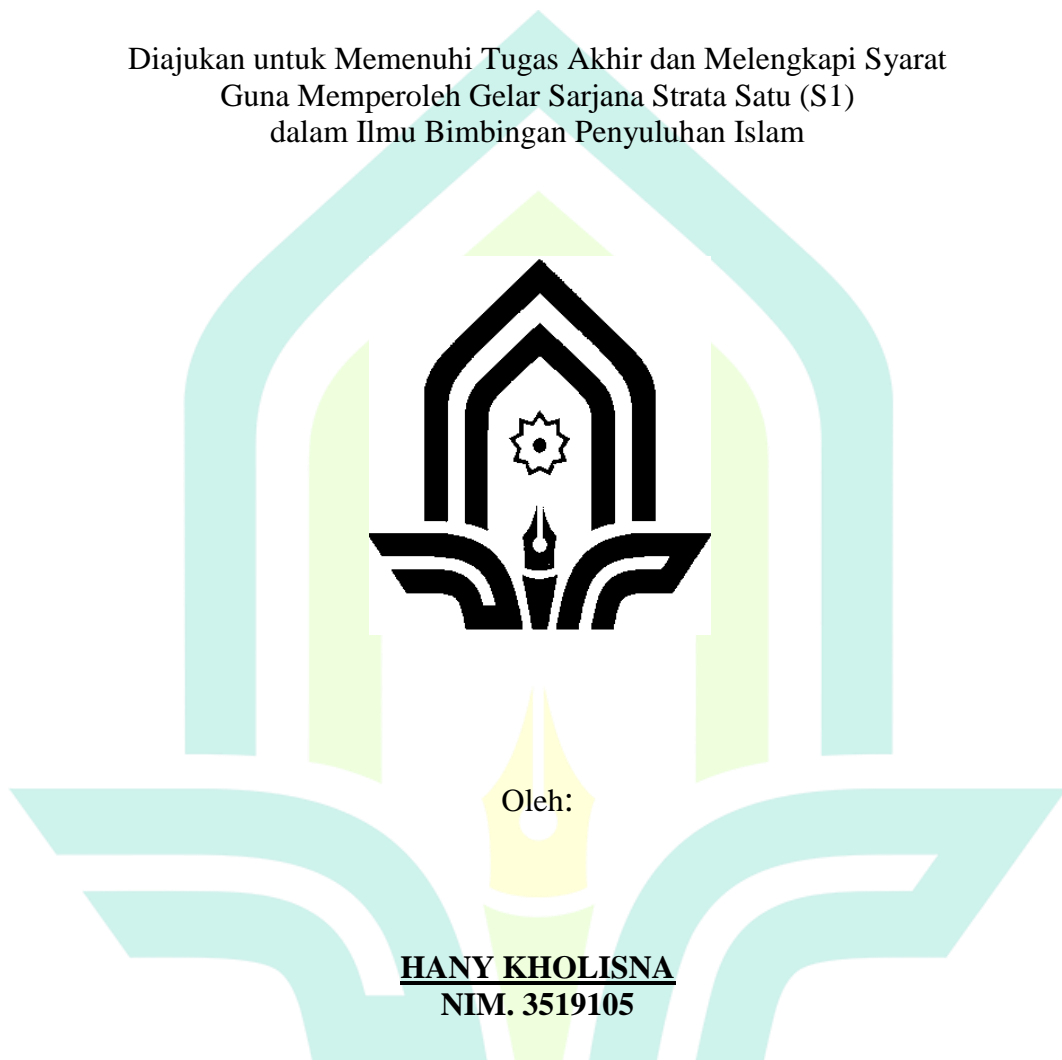 Diajukan untuk Memenuhi Tugas Akhir dan Melengkapi Syarat
Guna Memperoleh Gelar Sarjana Strata Satu (S1)
dalam Ilmu Bimbingan Penyuluhan Islam
Oleh:
HANY KHOLISNA
NIM. 3519105